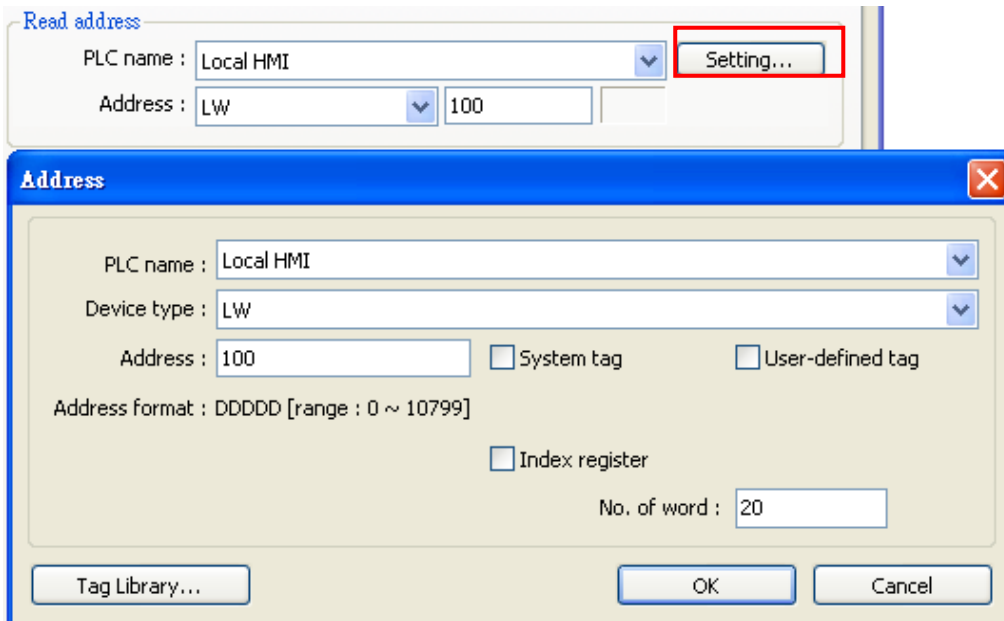 Read address
PLC name : Local HMI Setting...
Address : LW 100
Address
PLC name : Local HMI
Device type : LW
Address : 100 System tag User-defined tag
Address format : DDDDD [range : 0 ~ 10799]
Index register
No. of word : 20
Tag Library... OK Cancel